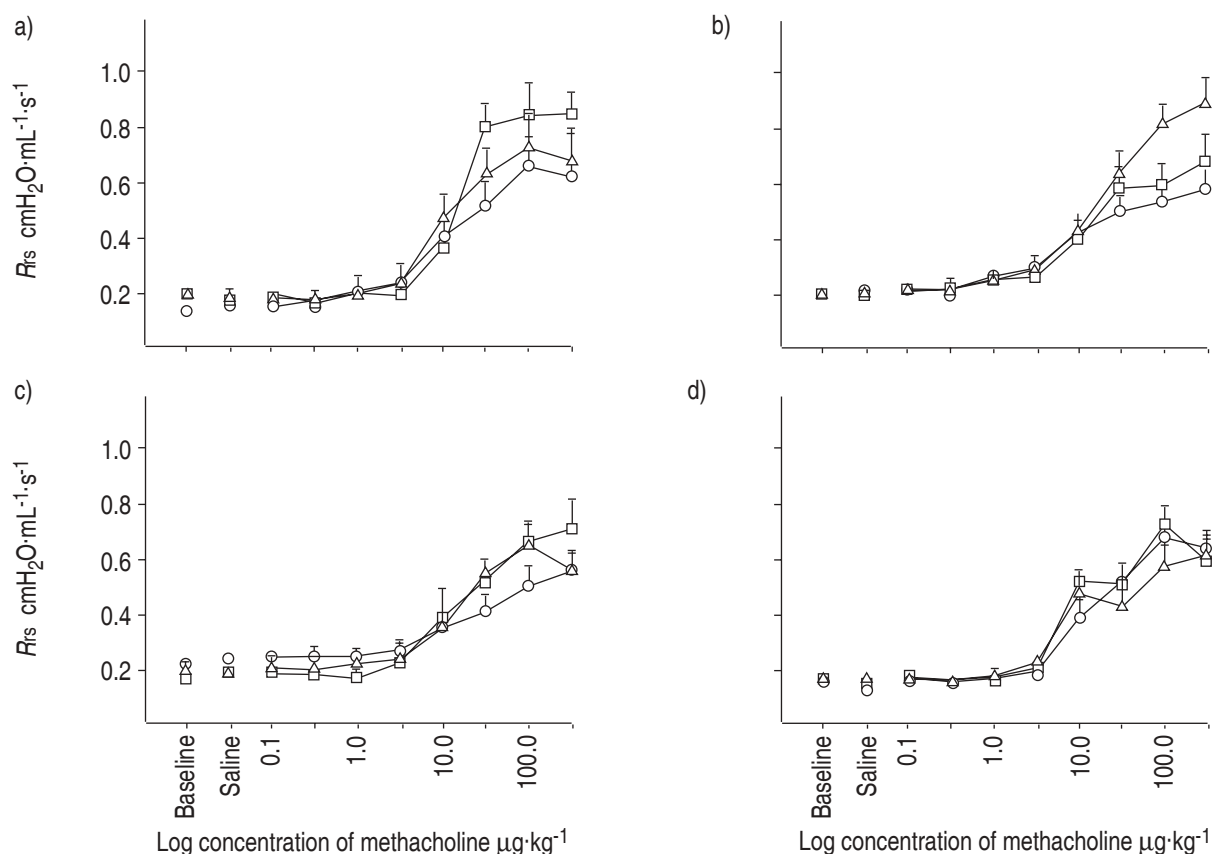 a)
b)
1.0
0.8
0.6
0.4
0.2
Rrs cmH₂O·mL⁻¹·s⁻¹
c)
d)
1.0
0.8
0.6
0.4
0.2
Rrs cmH₂O·mL⁻¹·s⁻¹
Baseline
Saline
0.1
1.0
10.0
100.0
Baseline
Saline
0.1
1.0
10.0
100.0
Log concentration of methacholine µg·kg⁻¹
Log concentration of methacholine µg·kg⁻¹